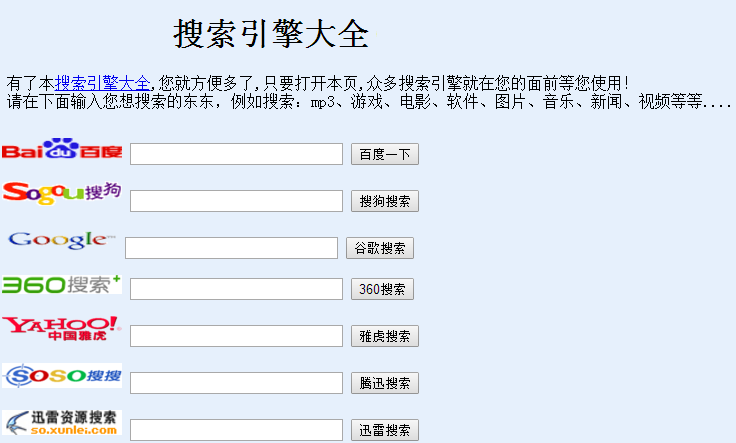 搜索引擎大全
有了本搜索引擎大全,您就方便多了,只要打开本页,众多搜索引擎就在您的面前等您使用!
请在下面输入您想搜索的东东，例如搜索：mp3、游戏、电影、软件、图片、音乐、新闻、视频等等....
Bai du 百度 百度一下
Sogou搜狗 搜狗搜索
Google 谷歌搜索
360搜索+ 360搜索
YAHOO!
中国雅虎 雅虎搜索
SOSO搜搜 腾迅搜索
迅雷资源搜索
so.xunlei.com 迅雷搜索